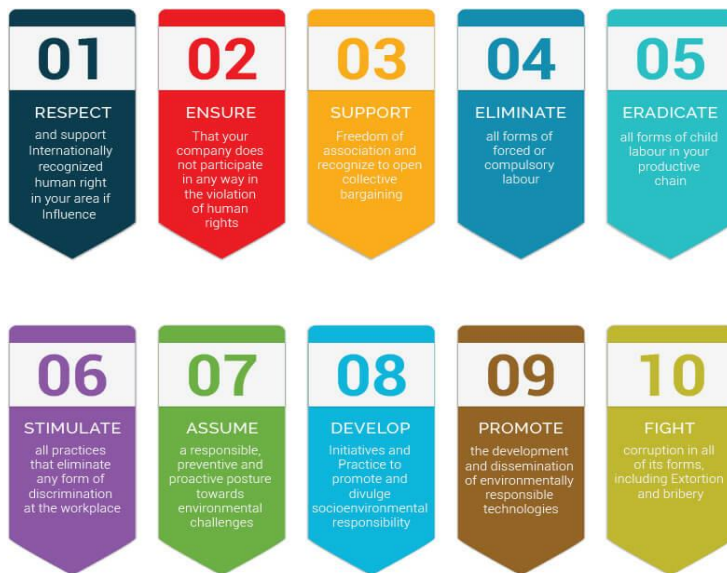 01
RESPECT
and support
Internationally
recognized
human right
in your area if
Influence
02
ENSURE
That your
company does
not participate
in any way in
the violation
of human
rights
03
SUPPORT
Freedom of
association and
recognize to open
collective
bargaining
04
ELIMINATE
all forms of
forced or
compulsory
labour
05
ERADICATE
all forms of child
labour in your
productive
chain
06
STIMULATE
all practices
that eliminate
any form of
discrimination
at the workplace
07
ASSUME
a responsible,
preventive and
proactive posture
towards
environmental
challenges
08
DEVELOP
Initiatives and
Practice to
promote and
divulge
socioenvironmental
responsibility
09
PROMOTE
the development
and dissemination
of environmentally
responsible
technologies
10
FIGHT
corruption in all
of its forms,
including Extortion
and bribery